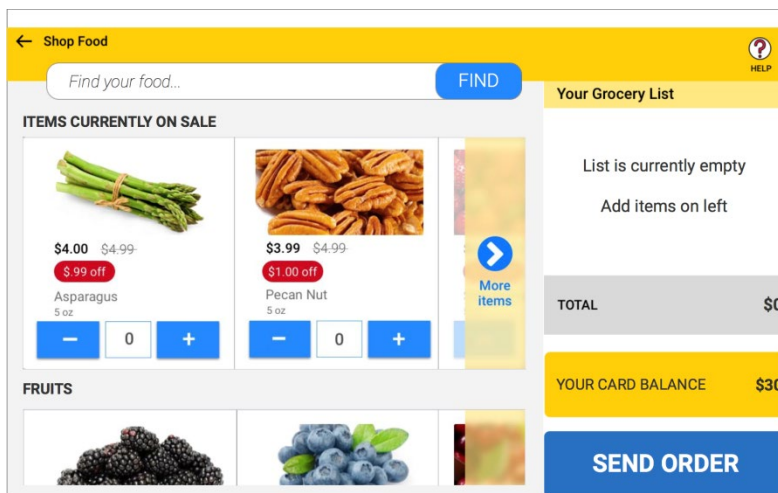 Shop Food
HELP
Find your food...
FIND
ITEMS CURRENTLY ON SALE
$4.00 $4.99
$.99 off
Asparagus
5 oz
0
$3.99 $4.99
$1.00 off
Pecan Nut
5 oz
0
More
items
FRUITS
Your Grocery List
List is currently empty
Add items on left
TOTAL
YOUR CARD BALANCE
SEND ORDER